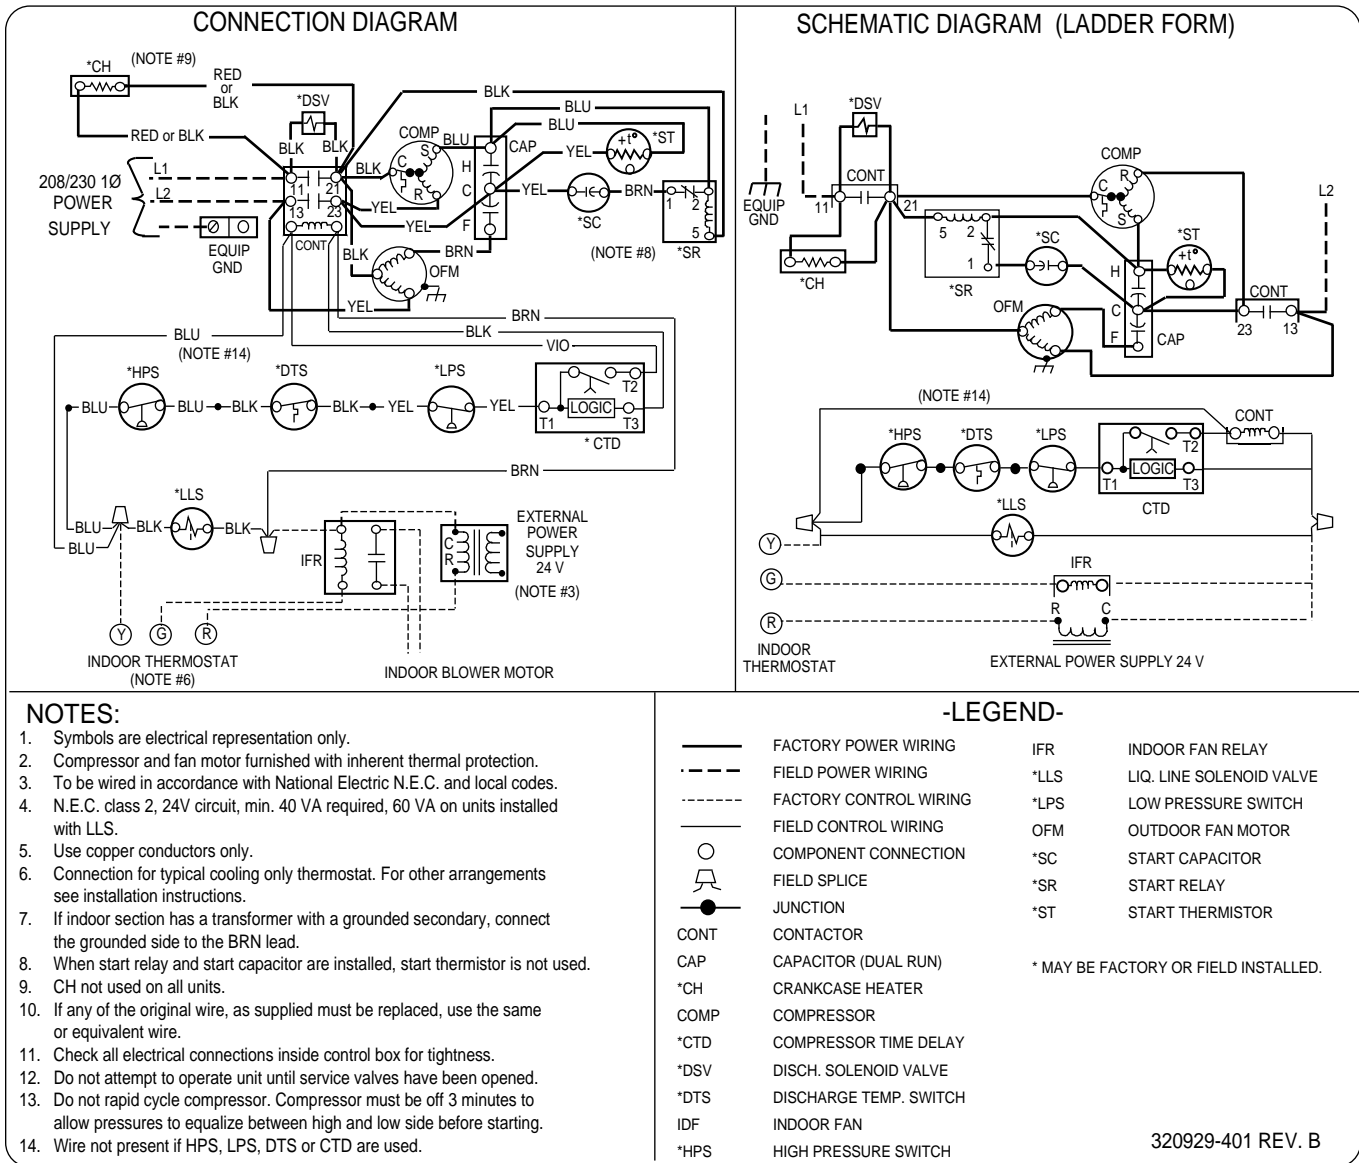 CONNECTION DIAGRAM
*CH
(NOTE #9)
RED
or
BLK
*DSV
BLK
BLU
BLU
RED or BLK
BLK
BLK
COMP
BLU
CAP
YEL
+t°
*ST
S
C
R
H
C
F
L1
L2
208/230 1Ø
POWER
SUPPLY
11
21
13
23
BLK
YEL
YEL
YEL
BRN
1
2
5
*SC
(NOTE #8)
*SR
EQUIP
GND
CONT
BLK
BRN
OFM
YEL
BRN
BLU
BLK
(NOTE #14)
VIO
*HPS
*DTS
*LPS
BLU
BLU
BLK
BLK
YEL
YEL
LOGIC
T2
T1
T3
* CTD
BRN
*LLS
BLU
BLK
BLK
BLU
IFR
C
R
EXTERNAL
POWER
SUPPLY
24 V
(NOTE #3)
Y
G
R
INDOOR THERMOSTAT
(NOTE #6)
INDOOR BLOWER MOTOR
SCHEMATIC DIAGRAM (LADDER FORM)
L1
*DSV
COMP
CONT
11
21
EQUIP
GND
R
C
S
L2
5
2
1
*SC
*ST
+t°
*CH
*SR
H
C
F
CAP
CONT
23
13
OFM
(NOTE #14)
CONT
*HPS
*DTS
*LPS
T2
LOGIC
T1
T3
CTD
*LLS
Y
IFR
G
R
C
R
INDOOR
THERMOSTAT
EXTERNAL POWER SUPPLY 24 V
NOTES:
1. Symbols are electrical representation only.
2. Compressor and fan motor furnished with inherent thermal protection.
3. To be wired in accordance with National Electric N.E.C. and local codes.
4. N.E.C. class 2, 24V circuit, min. 40 VA required, 60 VA on units installed
with LLS.
5. Use copper conductors only.
6. Connection for typical cooling only thermostat. For other arrangements
see installation instructions.
7. If indoor section has a transformer with a grounded secondary, connect
the grounded side to the BRN lead.
8. When start relay and start capacitor are installed, start thermistor is not used.
9. CH not used on all units.
10. If any of the original wire, as supplied must be replaced, use the same
or equivalent wire.
11. Check all electrical connections inside control box for tightness.
12. Do not attempt to operate unit until service valves have been opened.
13. Do not rapid cycle compressor. Compressor must be off 3 minutes to
allow pressures to equalize between high and low side before starting.
14. Wire not present if HPS, LPS, DTS or CTD are used.
-LEGEND-
FACTORY POWER WIRING
FIELD POWER WIRING
FACTORY CONTROL WIRING
FIELD CONTROL WIRING
COMPONENT CONNECTION
FIELD SPLICE
JUNCTION
CONT CONTACTOR
CAP CAPACITOR (DUAL RUN)
*CH CRANKCASE HEATER
COMP COMPRESSOR
*CTD COMPRESSOR TIME DELAY
*DSV DISCH. SOLENOID VALVE
*DTS DISCHARGE TEMP. SWITCH
IDF INDOOR FAN
*HPS HIGH PRESSURE SWITCH
IFR INDOOR FAN RELAY
*LLS LIQ. LINE SOLENOID VALVE
*LPS LOW PRESSURE SWITCH
OFM OUTDOOR FAN MOTOR
*SC START CAPACITOR
*SR START RELAY
*ST START THERMISTOR
* MAY BE FACTORY OR FIELD INSTALLED.
320929-401 REV. B